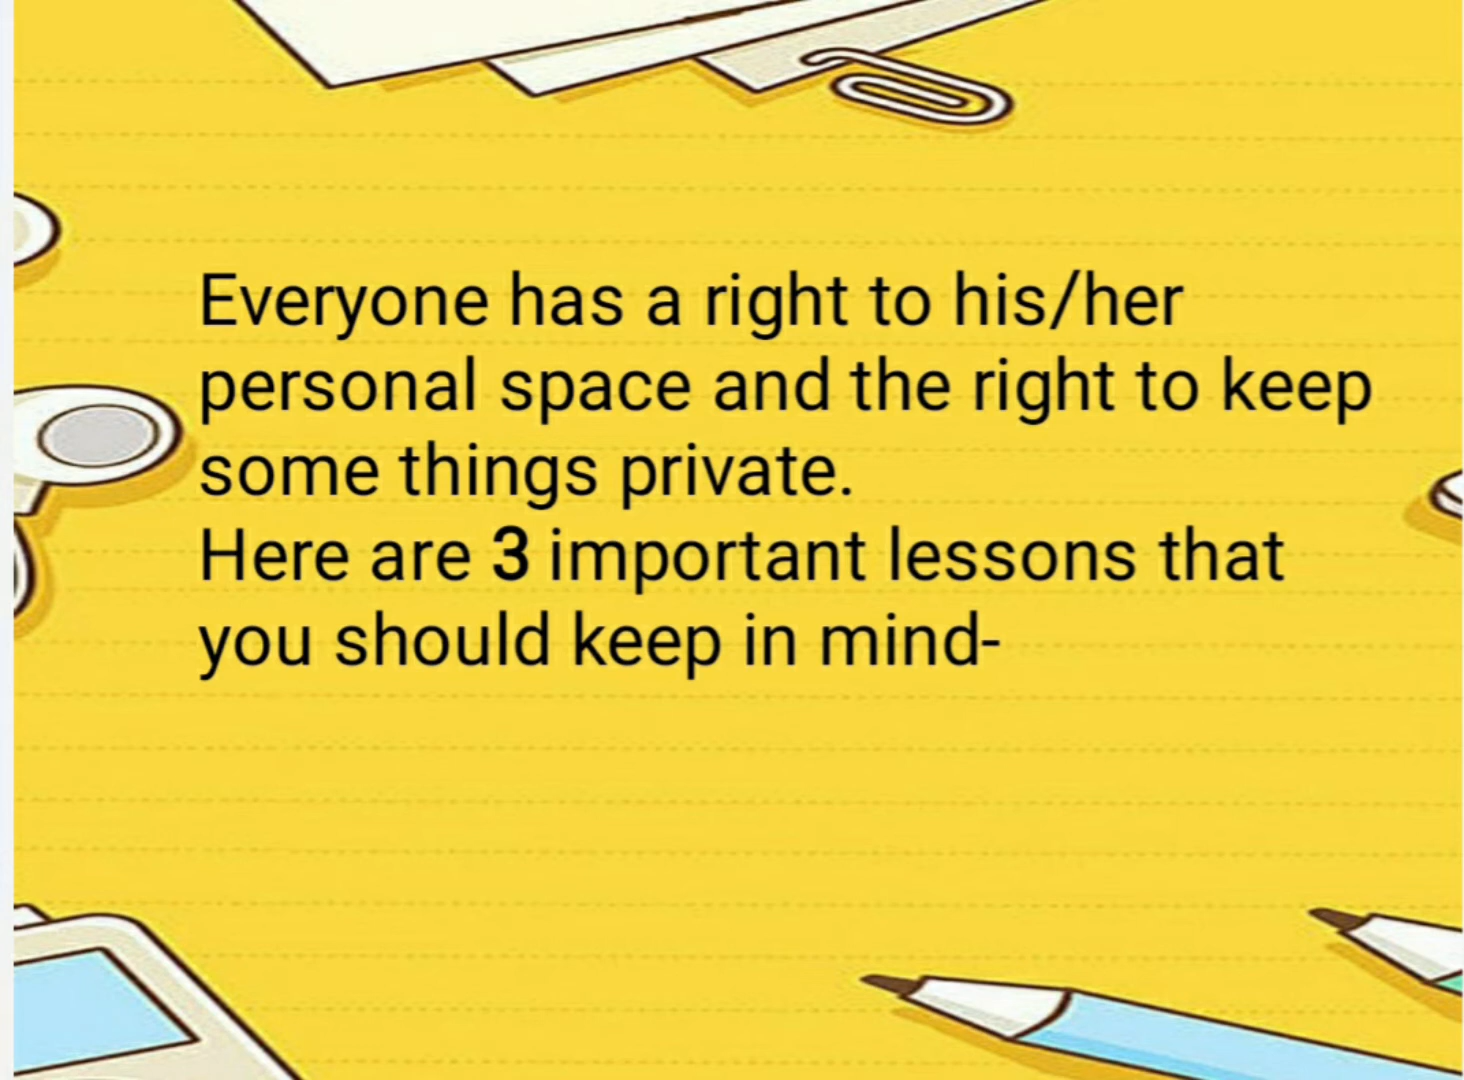 Everyone has a right to his/her
personal space and the right to keep
some things private.
Here are 3 important lessons that
you should keep in mind-